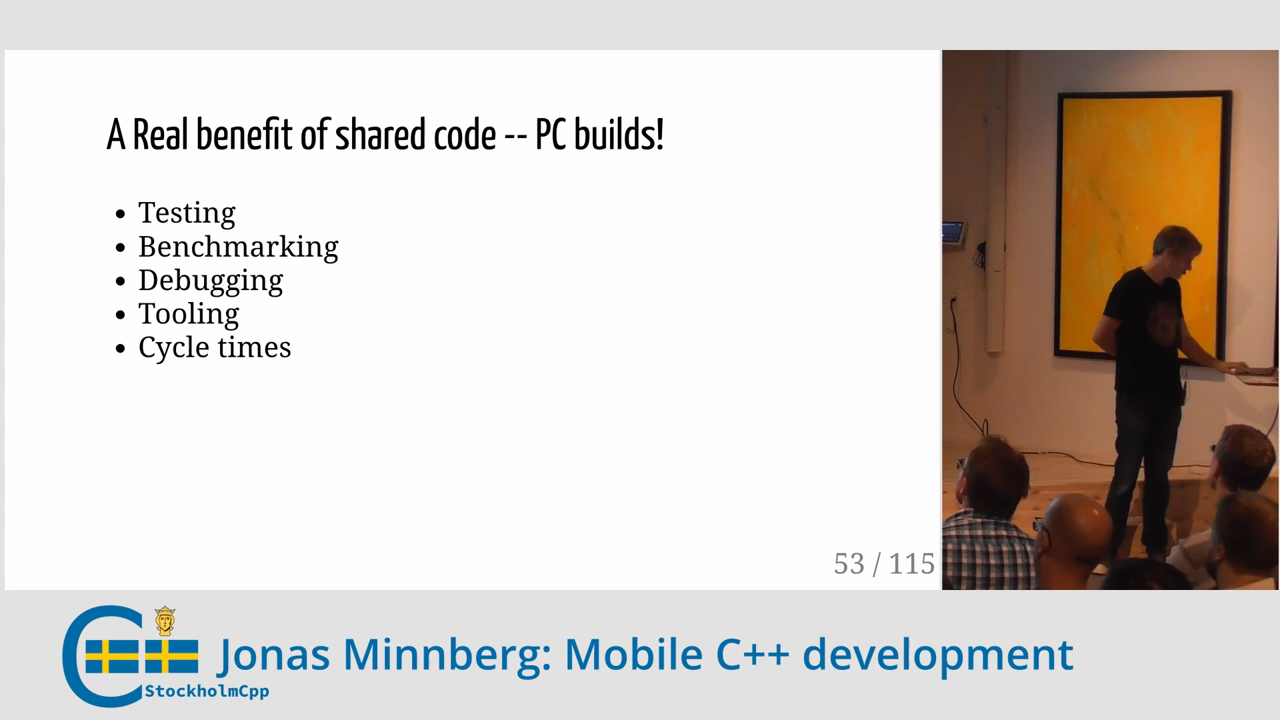 A Real benefit of shared code -- PC builds!
Testing
Benchmarking
Debugging
Tooling
Cycle times
53 / 115
Jonas Minnberg: Mobile C++ development
StockholmCpp